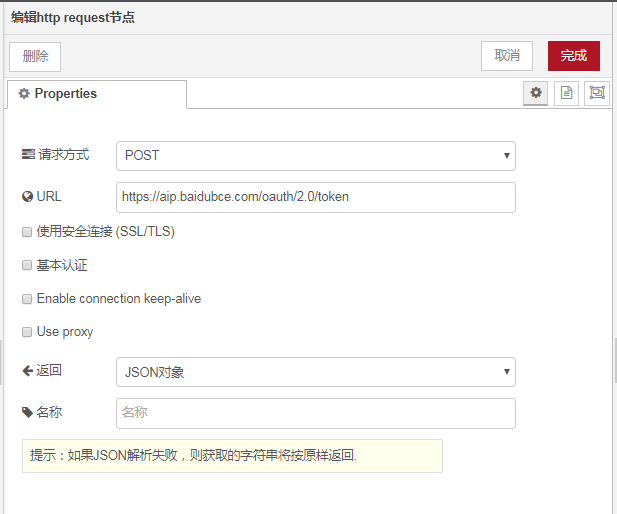 编辑http request节点
删除
取消
完成
Properties
请求方式
POST
URL
https://aip.baidubce.com/oauth/2.0/token
使用安全连接 (SSL/TLS)
基本认证
Enable connection keep-alive
Use proxy
返回
JSON对象
名称
名称
提示：如果JSON解析失败，则获取的字符串将按原样返回.